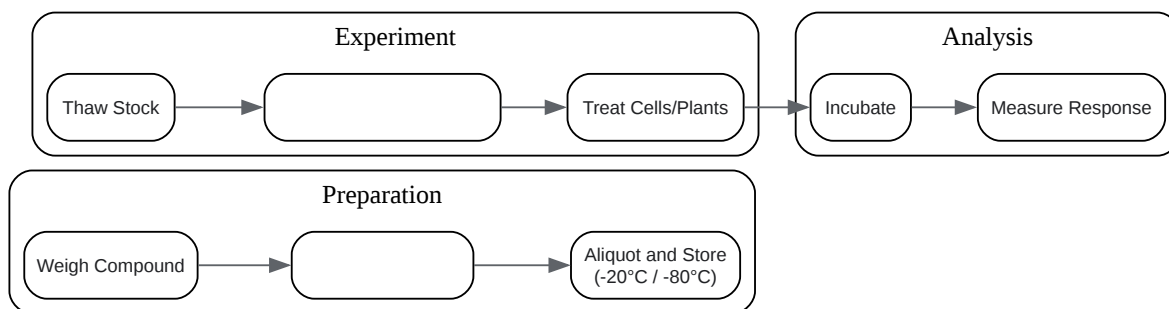 Experiment
Analysis
Thaw Stock
Treat Cells/Plants
Incubate
Measure Response
Preparation
Weigh Compound
Aliquot and Store
(-20°C / -80°C)